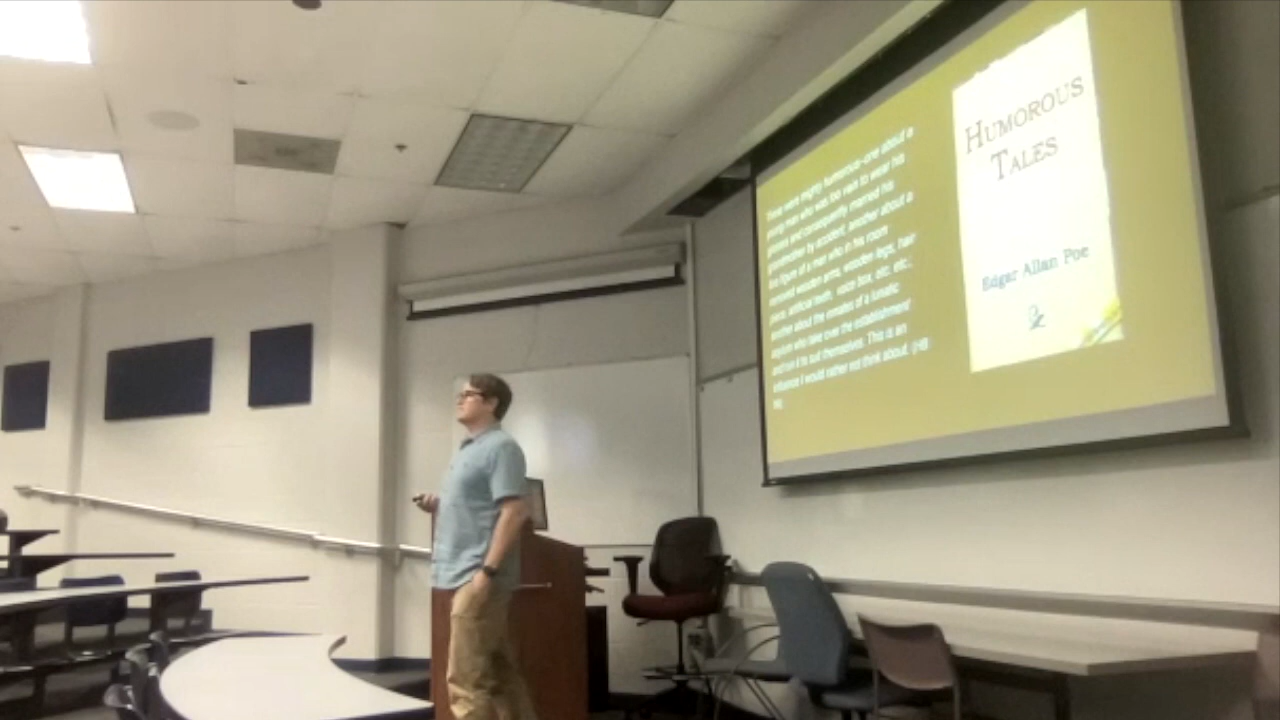 These were mighty humorous-one about a
young man who was too vain to wear his
glasses and consequently married his
grandmother by accident; another about a
fine figure of a man who in his room
removed wooden arms, wooden legs, hair
piece, artificial teeth, voice box, etc. etc.;
another about the inmates of a lunatic
asylum who take over the establishment
and run it to suit themselves. This is an
influence I would rather not think about. (HB
HUMOROUS
TALES
Edgar Allan Poe